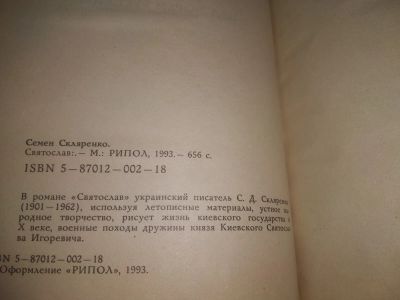 Семен Скляренко.
Святослав:.— М.: РИПОЛ, 1993.— 656 с.
ISBN 5—87012—002—18
В романе «Святослав» украинский писатель С. Д. Скляренко
(1901—1962), используя летописные материалы, устное на-
родное творчество, рисует жизнь киевского государства в
X веке, военные походы дружины князя Киевского Святосла-
ва Игоревича.
ISBN 5—87012—002—18
Оформление «РИПОЛ», 1993.